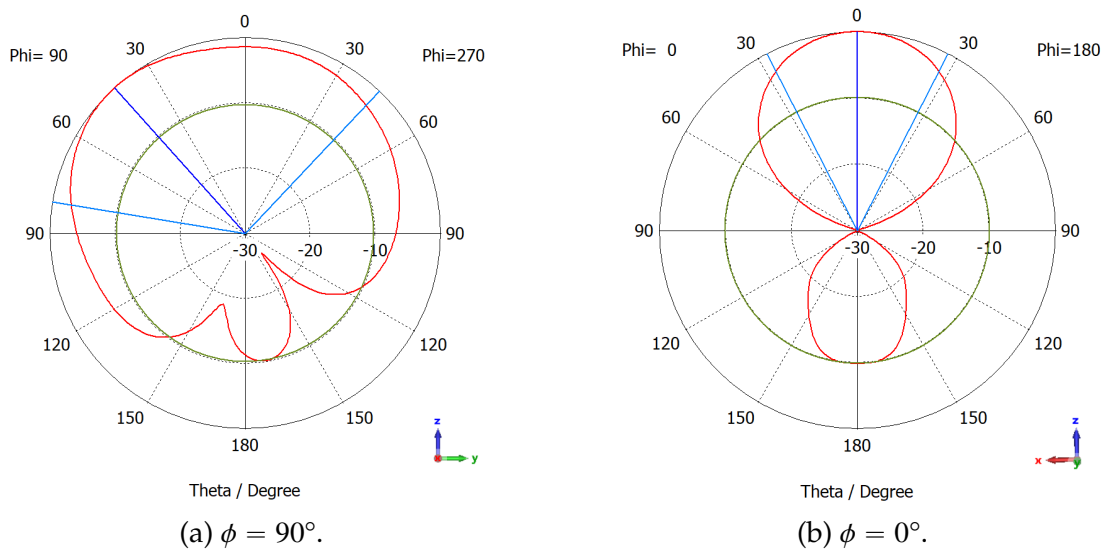 0
Phi= 90 30 30 Phi=270
60 60
90 -30 -20 -10 90
120 120
150 150
180
z
y
x
Theta / Degree
(a) ϕ = 90°.
0
Phi= 0 30 30 Phi=180
60 60
90 -30 -20 -10 90
120 120
150 150
180
z
x y
Theta / Degree
(b) ϕ = 0°.